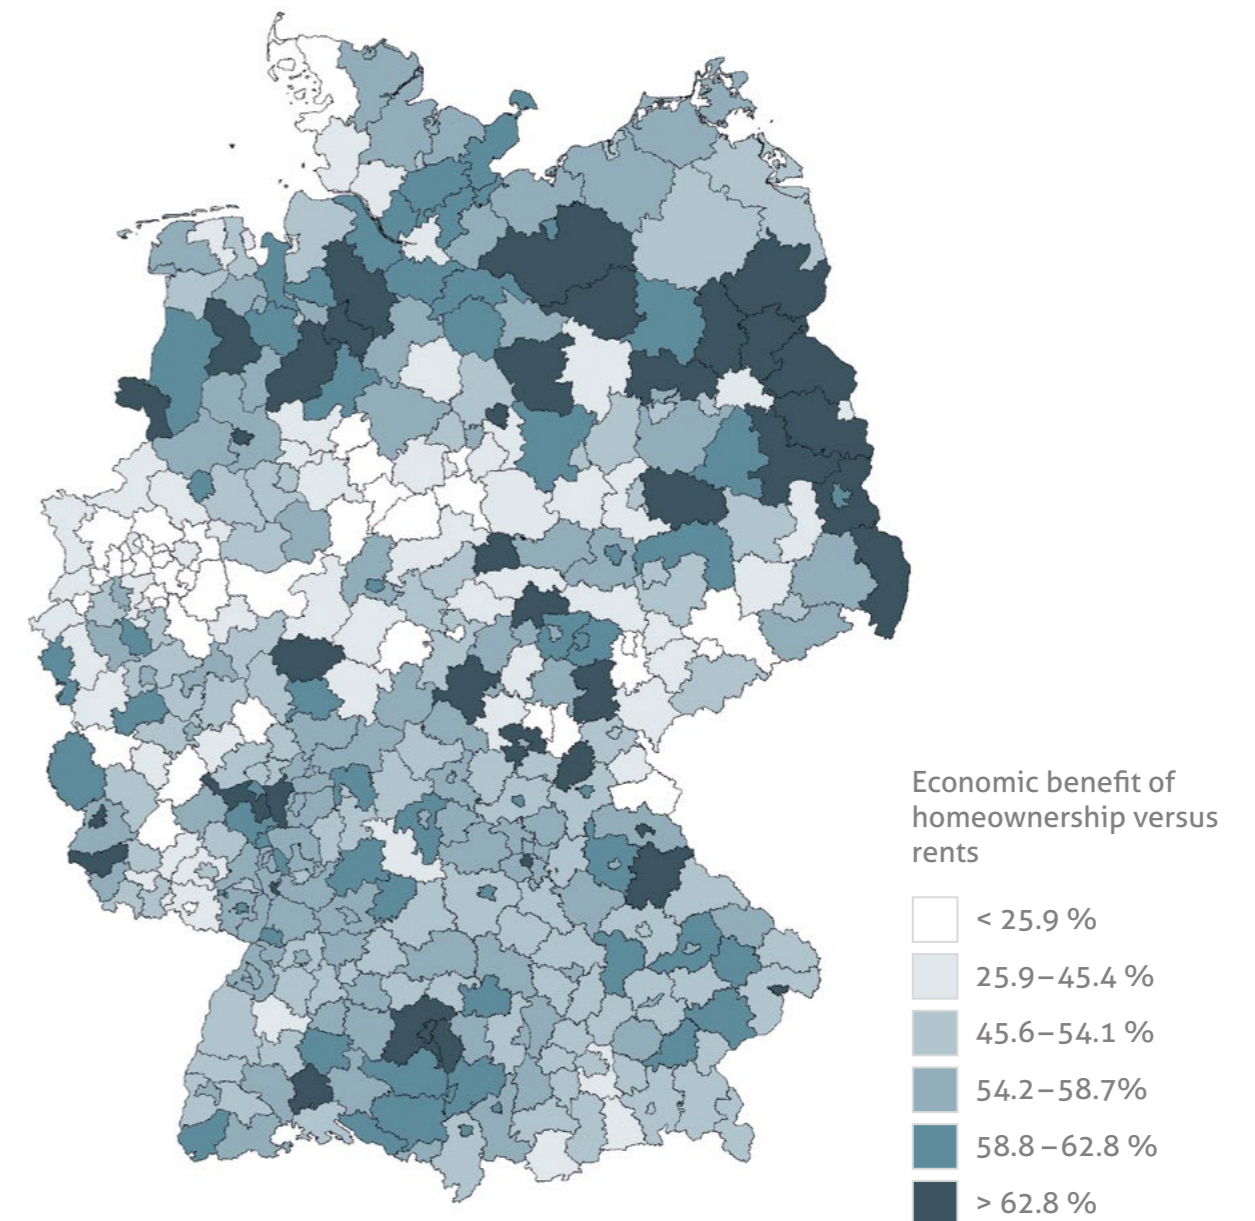 Economic benefit of
homeownership versus
rents
< 25.9 %
25.9–45.4 %
45.6–54.1 %
54.2–58.7%
58.8–62.8 %
> 62.8 %